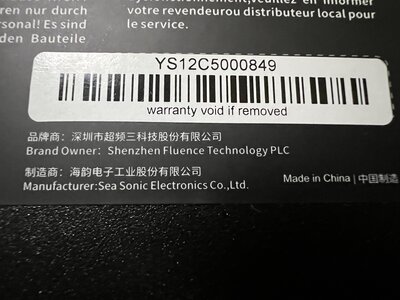 ren nur durch
rsonal! Es sind
den Bauteile
dysfonctionnement,veuillez en informer
votre revendeurou distributeur local pour
le service.
YS12C5000849
warranty void if removed
品牌商：深圳市超频三科技股份有限公司
Brand Owner: Shenzhen Fluence Technology PLC
制造商：海韵电子工业股份有限公司
Manufacturer:Sea Sonic Electronics Co.,Ltd.
Made in China | 中国制造